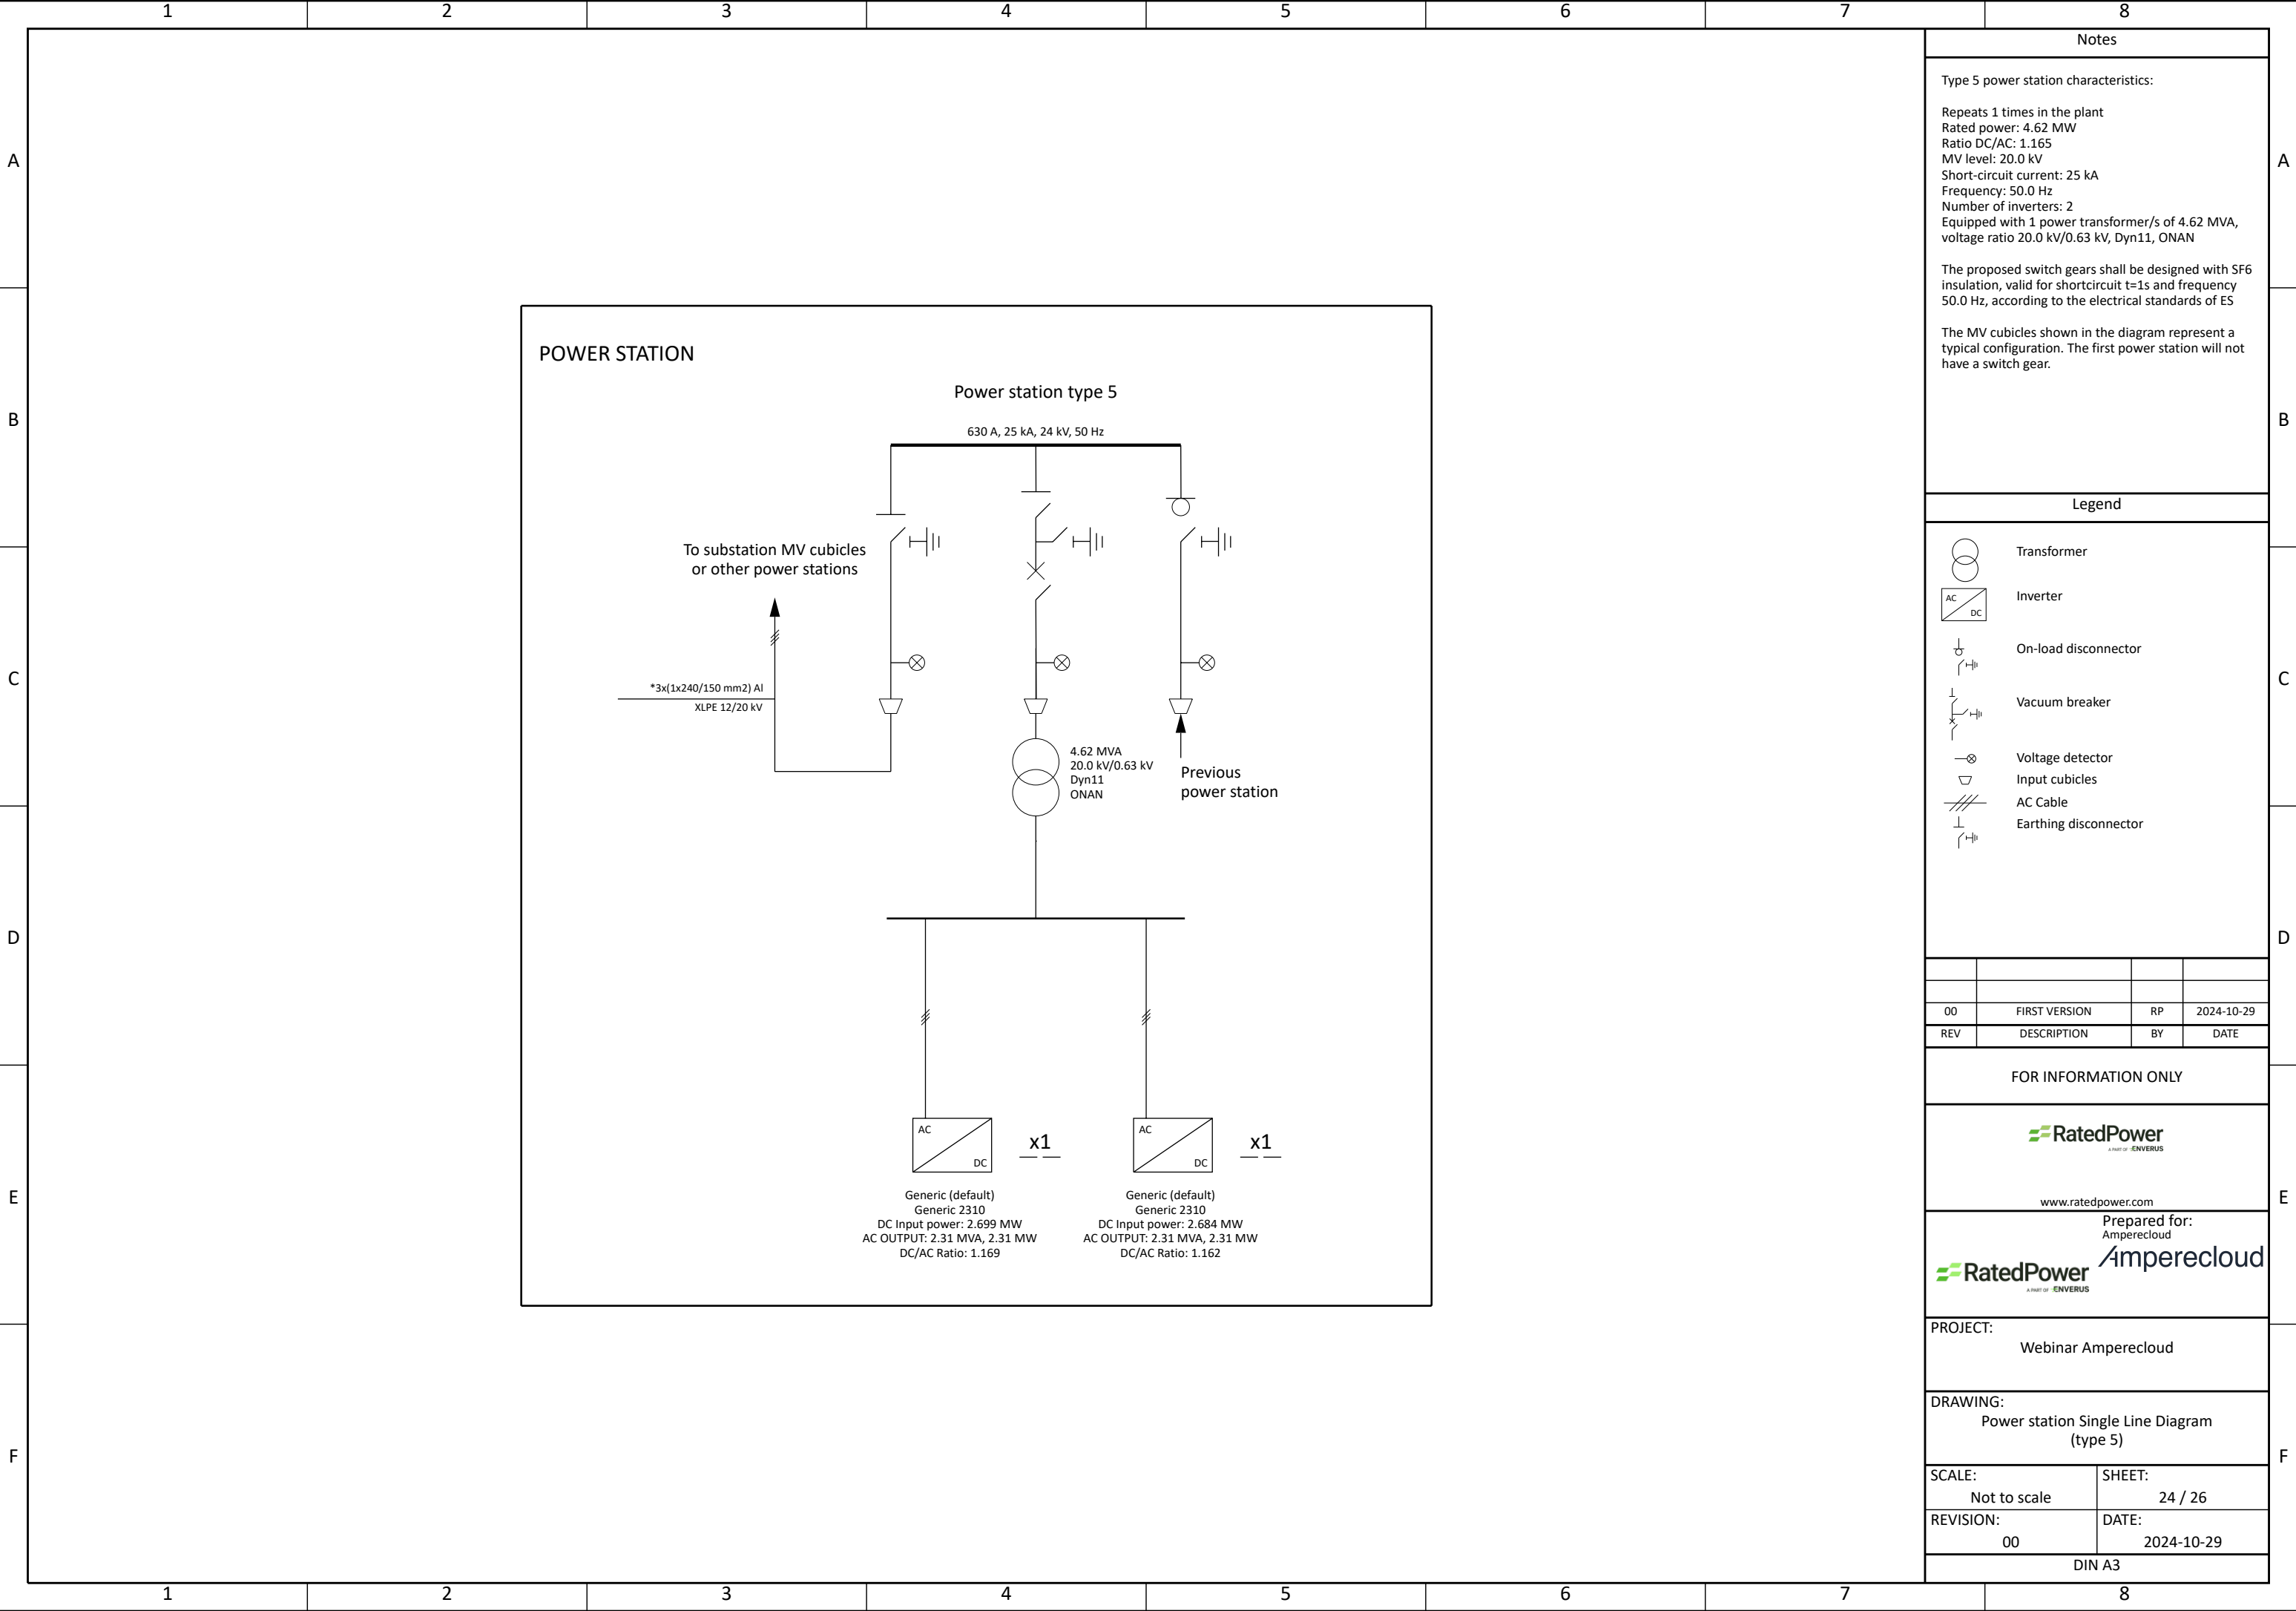 1 2 3 4 5 6 7 8
A
B
C
D
E
F
POWER STATION
Power station type 5
630 A, 25 kA, 24 kV, 50 Hz
To substation MV cubicles
or other power stations
*3x(1x240/150 mm2) Al
XLPE 12/20 kV
4.62 MVA
20.0 kV/0.63 kV
Dyn11
ONAN
Previous
power station
AC
DC
x1
AC
DC
x1
Generic (default)
Generic 2310
DC Input power: 2.699 MW
AC OUTPUT: 2.31 MVA, 2.31 MW
DC/AC Ratio: 1.169
Generic (default)
Generic 2310
DC Input power: 2.684 MW
AC OUTPUT: 2.31 MVA, 2.31 MW
DC/AC Ratio: 1.162
Notes
Type 5 power station characteristics:
Repeats 1 times in the plant
Rated power: 4.62 MW
Ratio DC/AC: 1.165
MV level: 20.0 kV
Short-circuit current: 25 kA
Frequency: 50.0 Hz
Number of inverters: 2
Equipped with 1 power transformer/s of 4.62 MVA,
voltage ratio 20.0 kV/0.63 kV, Dyn11, ONAN
The proposed switch gears shall be designed with SF6
insulation, valid for shortcircuit t=1s and frequency
50.0 Hz, according to the electrical standards of ES
The MV cubicles shown in the diagram represent a
typical configuration. The first power station will not
have a switch gear.
Legend
Transformer
AC
DC
Inverter
On-load disconnector
Vacuum breaker
Voltage detector
Input cubicles
AC Cable
Earthing disconnector
00 FIRST VERSION RP 2024-10-29
REV DESCRIPTION BY DATE
FOR INFORMATION ONLY
RatedPower
A PART OF ENVERUS
www.ratedpower.com
Prepared for:
Amperecloud
Amperecloud
RatedPower
A PART OF ENVERUS
PROJECT:
Webinar Amperecloud
DRAWING:
Power station Single Line Diagram
(type 5)
SCALE:
Not to scale
SHEET:
24 / 26
REVISION:
00
DATE:
2024-10-29
DIN A3
A
B
C
D
E
F
1 2 3 4 5 6 7 8